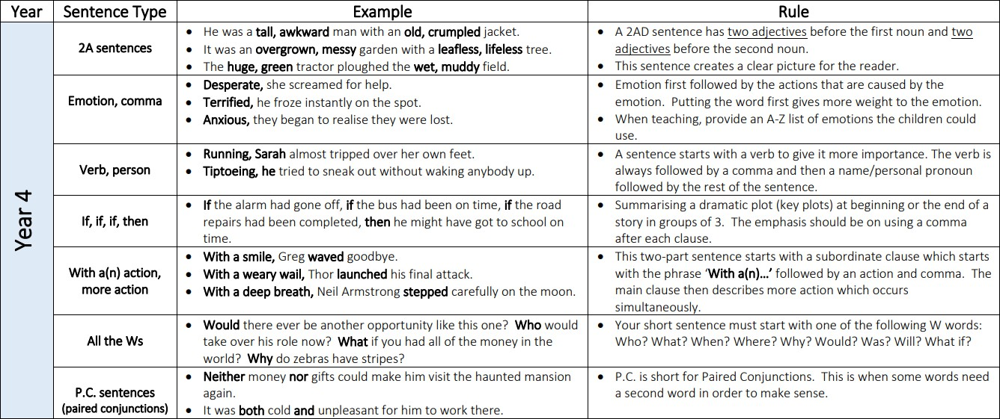 Year Sentence Type Example Rule
Year 4
2A sentences
• He was a tall, awkward man with an old, crumpled jacket.
• It was an overgrown, messy garden with a leafless, lifeless tree.
• The huge, green tractor ploughed the wet, muddy field.
• A 2AD sentence has two adjectives before the first noun and two
adjectives before the second noun.
• This sentence creates a clear picture for the reader.
Emotion, comma
• Desperate, she screamed for help.
• Terrified, he froze instantly on the spot.
• Anxious, they began to realise they were lost.
• Emotion first followed by the actions that are caused by the
emotion. Putting the word first gives more weight to the emotion.
• When teaching, provide an A-Z list of emotions the children could
use.
Verb, person
• Running, Sarah almost tripped over her own feet.
• Tiptoeing, he tried to sneak out without waking anybody up.
• A sentence starts with a verb to give it more importance. The verb is
always followed by a comma and then a name/personal pronoun
followed by the rest of the sentence.
If, if, if, then
• If the alarm had gone off, if the bus had been on time, if the road
repairs had been completed, then he might have got to school on
time.
• Summarising a dramatic plot (key plots) at beginning or the end of a
story in groups of 3. The emphasis should be on using a comma
after each clause.
With a(n) action,
more action
• With a smile, Greg waved goodbye.
• With a weary wail, Thor launched his final attack.
• With a deep breath, Neil Armstrong stepped carefully on the moon.
• This two-part sentence starts with a subordinate clause which starts
with the phrase ‘With a(n)…’ followed by an action and comma. The
main clause then describes more action which occurs
simultaneously.
All the Ws
• Would there ever be another opportunity like this one? Who would
take over his role now? What if you had all of the money in the
world? Why do zebras have stripes?
• Your short sentence must start with one of the following W words:
Who? What? When? Where? Why? Would? Was? Will? What if?
P.C. sentences
(paired conjunctions)
• Neither money nor gifts could make him visit the haunted mansion
again.
• It was both cold and unpleasant for him to work there.
• P.C. is short for Paired Conjunctions. This is when some words need
a second word in order to make sense.